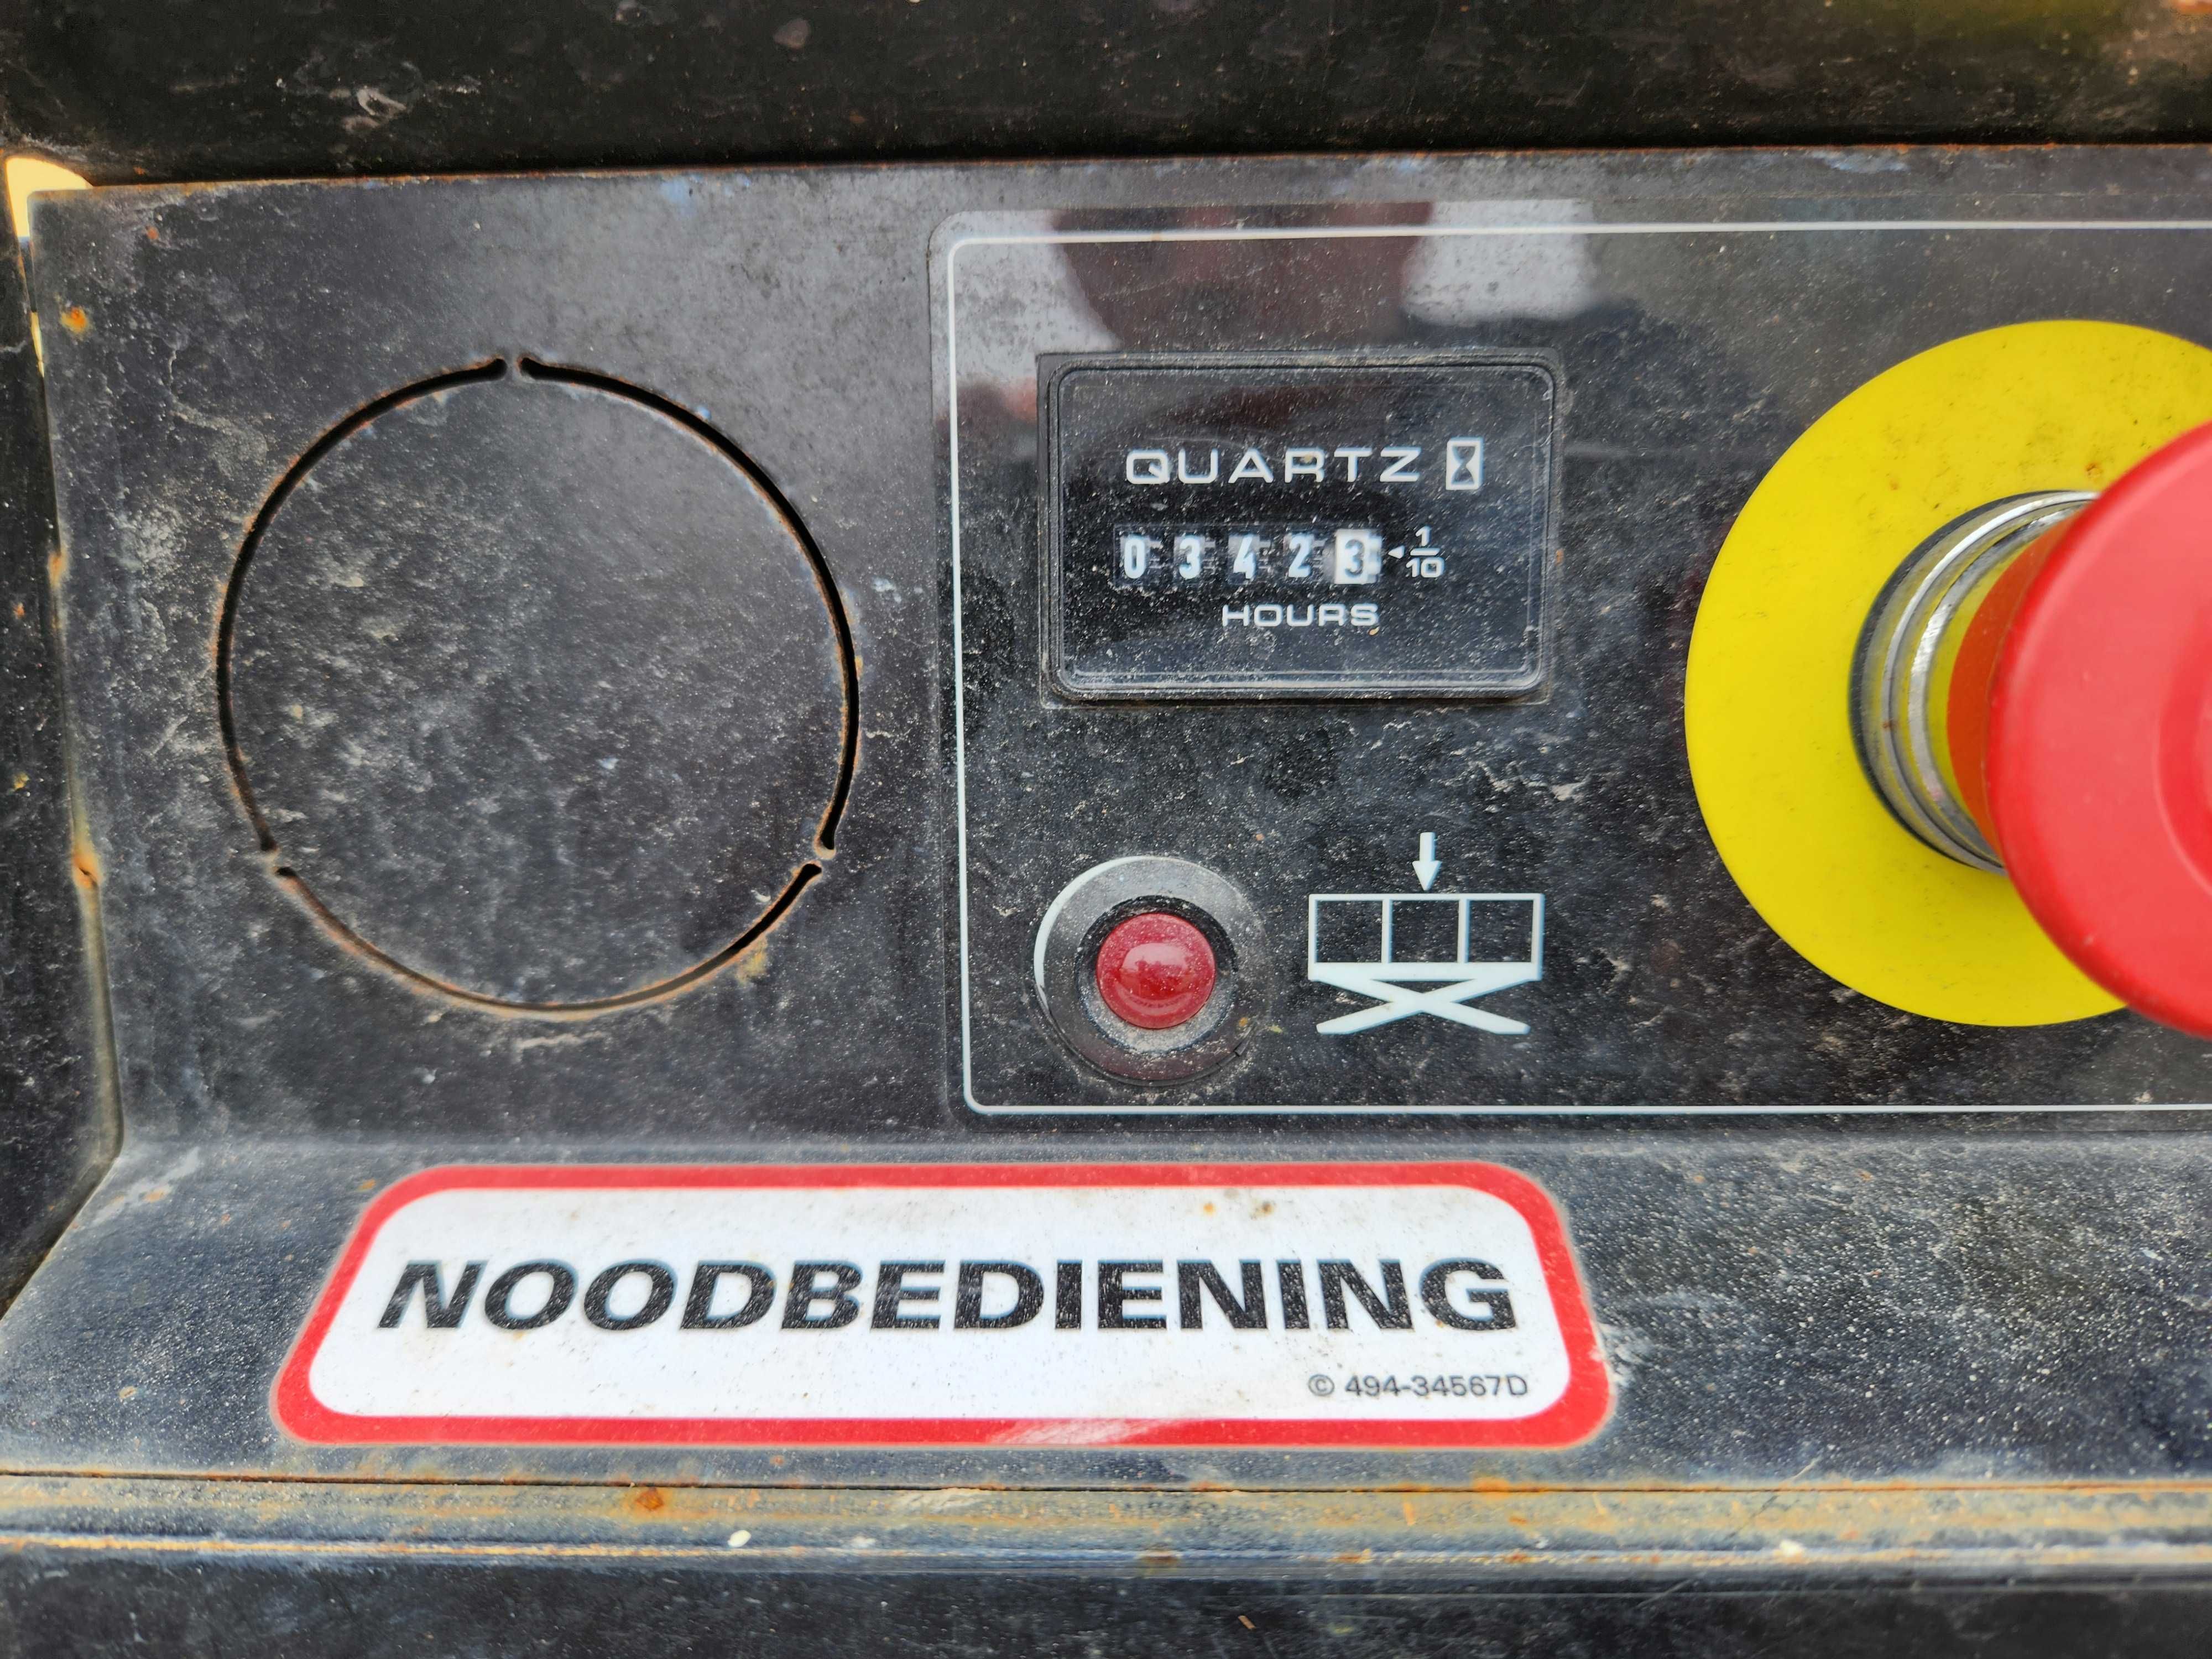 QUARTZ
03423 1/10
HOURS
NOODBEDIENING
© 494-34567D